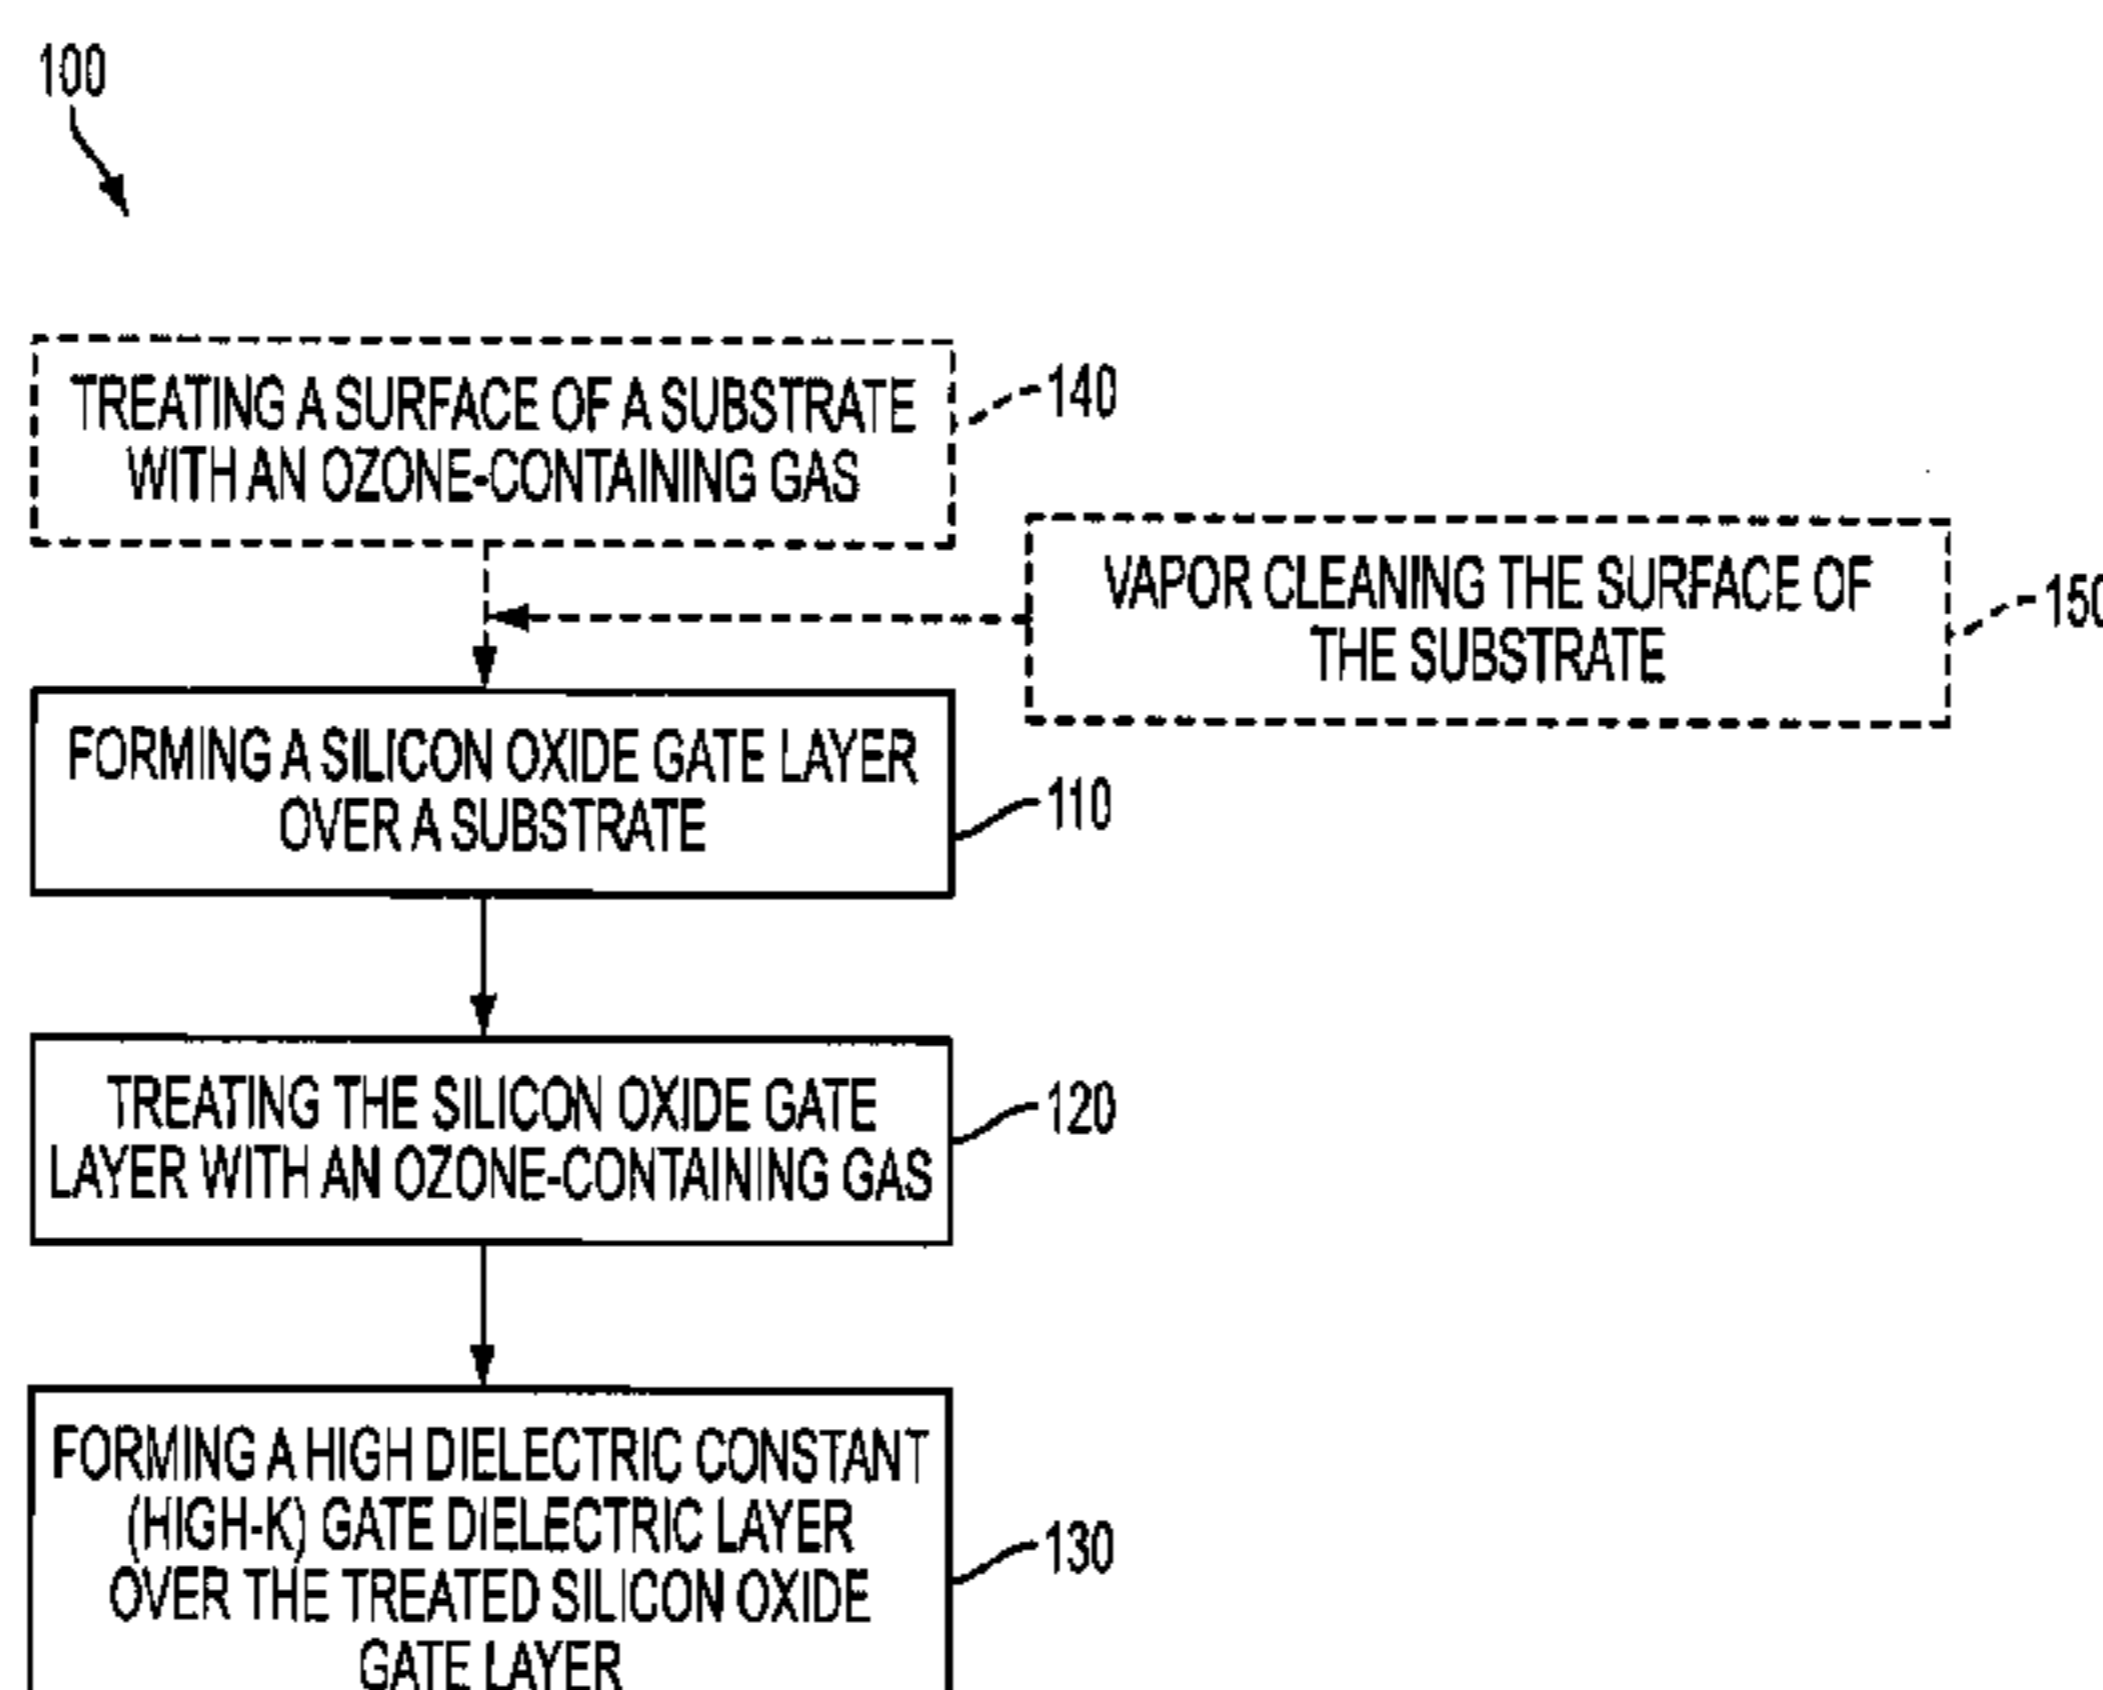 100
TREATING A SURFACE OF A SUBSTRATE
WITH AN OZONE-CONTAINING GAS
140
VAPOR CLEANING THE SURFACE OF
THE SUBSTRATE
150
FORMING A SILICON OXIDE GATE LAYER
OVER A SUBSTRATE
110
TREATING THE SILICON OXIDE GATE
LAYER WITH AN OZONE-CONTAINING GAS
120
FORMING A HIGH DIELECTRIC CONSTANT
(HIGH-K) GATE DIELECTRIC LAYER
OVER THE TREATED SILICON OXIDE
GATE LAYER
130